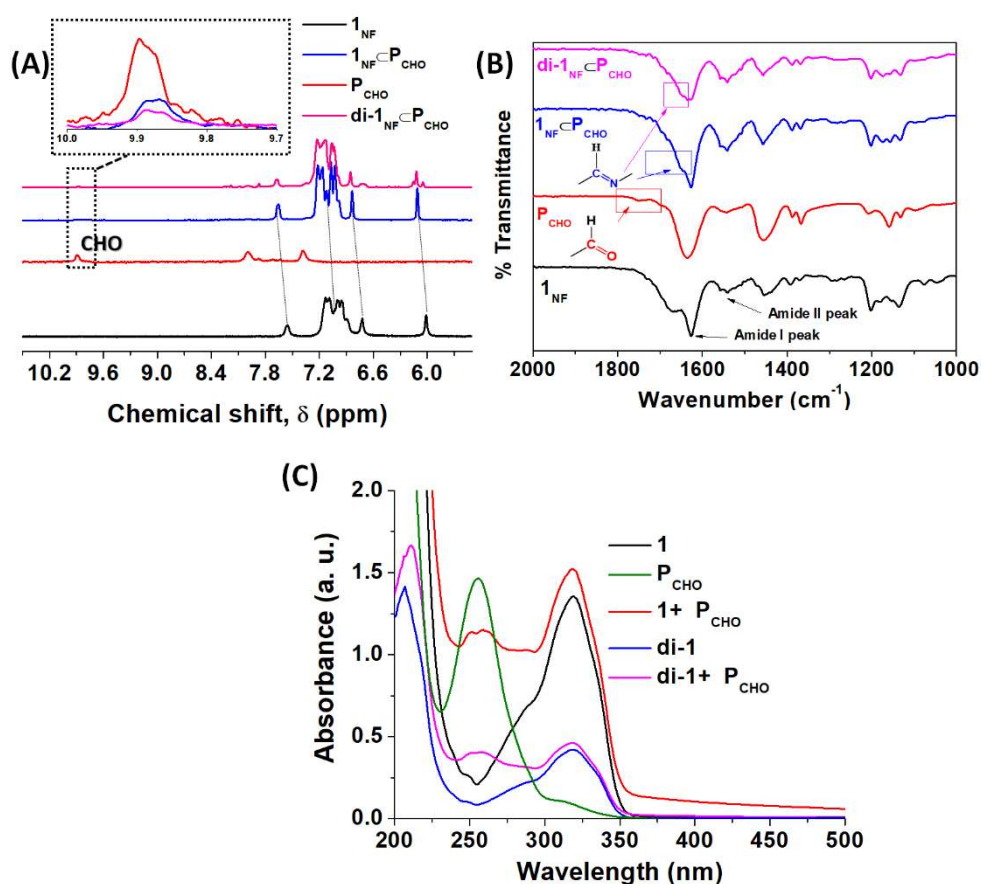 (A)
1NF
1NF⊂PCHO
PCHO
di-1NF⊂PCHO
10.0 9.9 9.8 9.7
CHO
10.2 9.6 9.0 8.4 7.8 7.2 6.6 6.0
Chemical shift, δ (ppm)
(B)
di-1NF⊂PCHO
1NF⊂PCHO
H
N
PCHO
H
O
1NF
Amide II peak
Amide I peak
% Transmittance
2000 1800 1600 1400 1200 1000
Wavenumber (cm-1)
(C)
2.0
1.5
1.0
0.5
0.0
Absorbance (a. u.)
1
PCHO
1+ PCHO
di-1
di-1+ PCHO
200 250 300 350 400 450 500
Wavelength (nm)